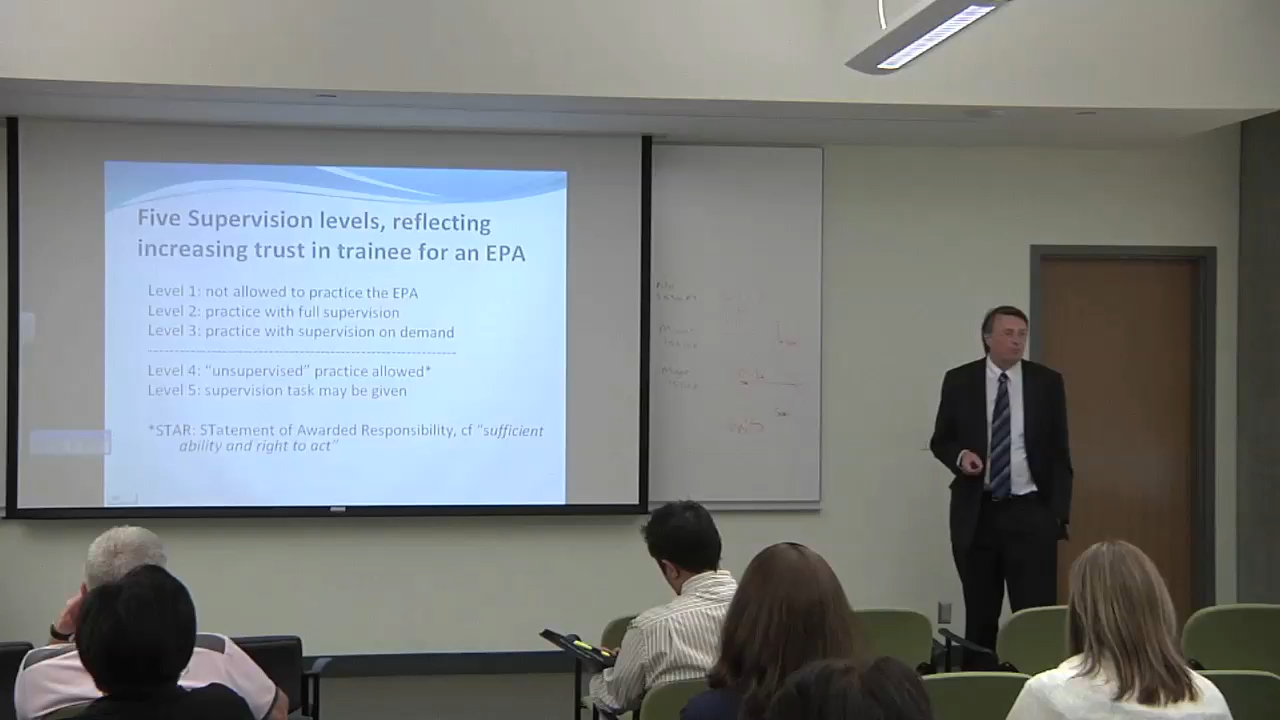 Five Supervision levels, reflecting
increasing trust in trainee for an EPA
Level 1: not allowed to practice the EPA
Level 2: practice with full supervision
Level 3: practice with supervision on demand
Level 4: “unsupervised” practice allowed*
Level 5: supervision task may be given
*STAR: STatement of Awarded Responsibility, cf “sufficient
ability and right to act”